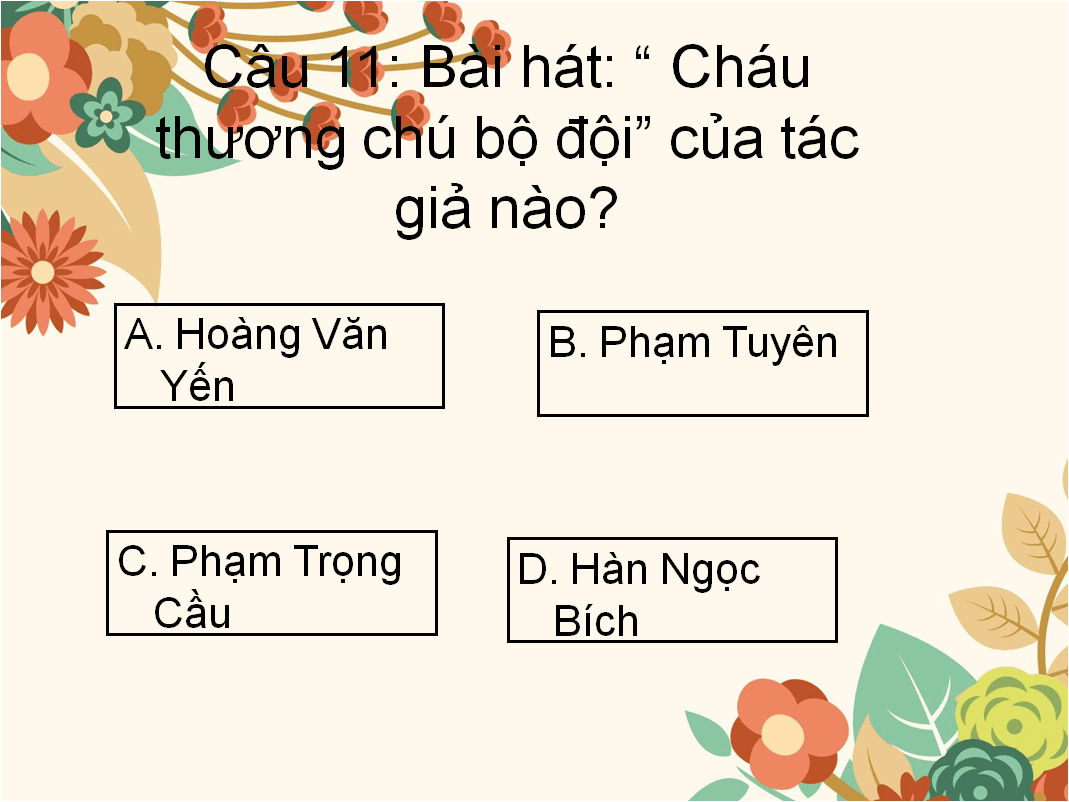 Câu 11: Bài hát: “ Cháu
thương chú bộ đội” của tác
giả nào?
A. Hoàng Văn
Yến
B. Phạm Tuyên
C. Phạm Trọng
Cầu
D. Hàn Ngọc
Bích